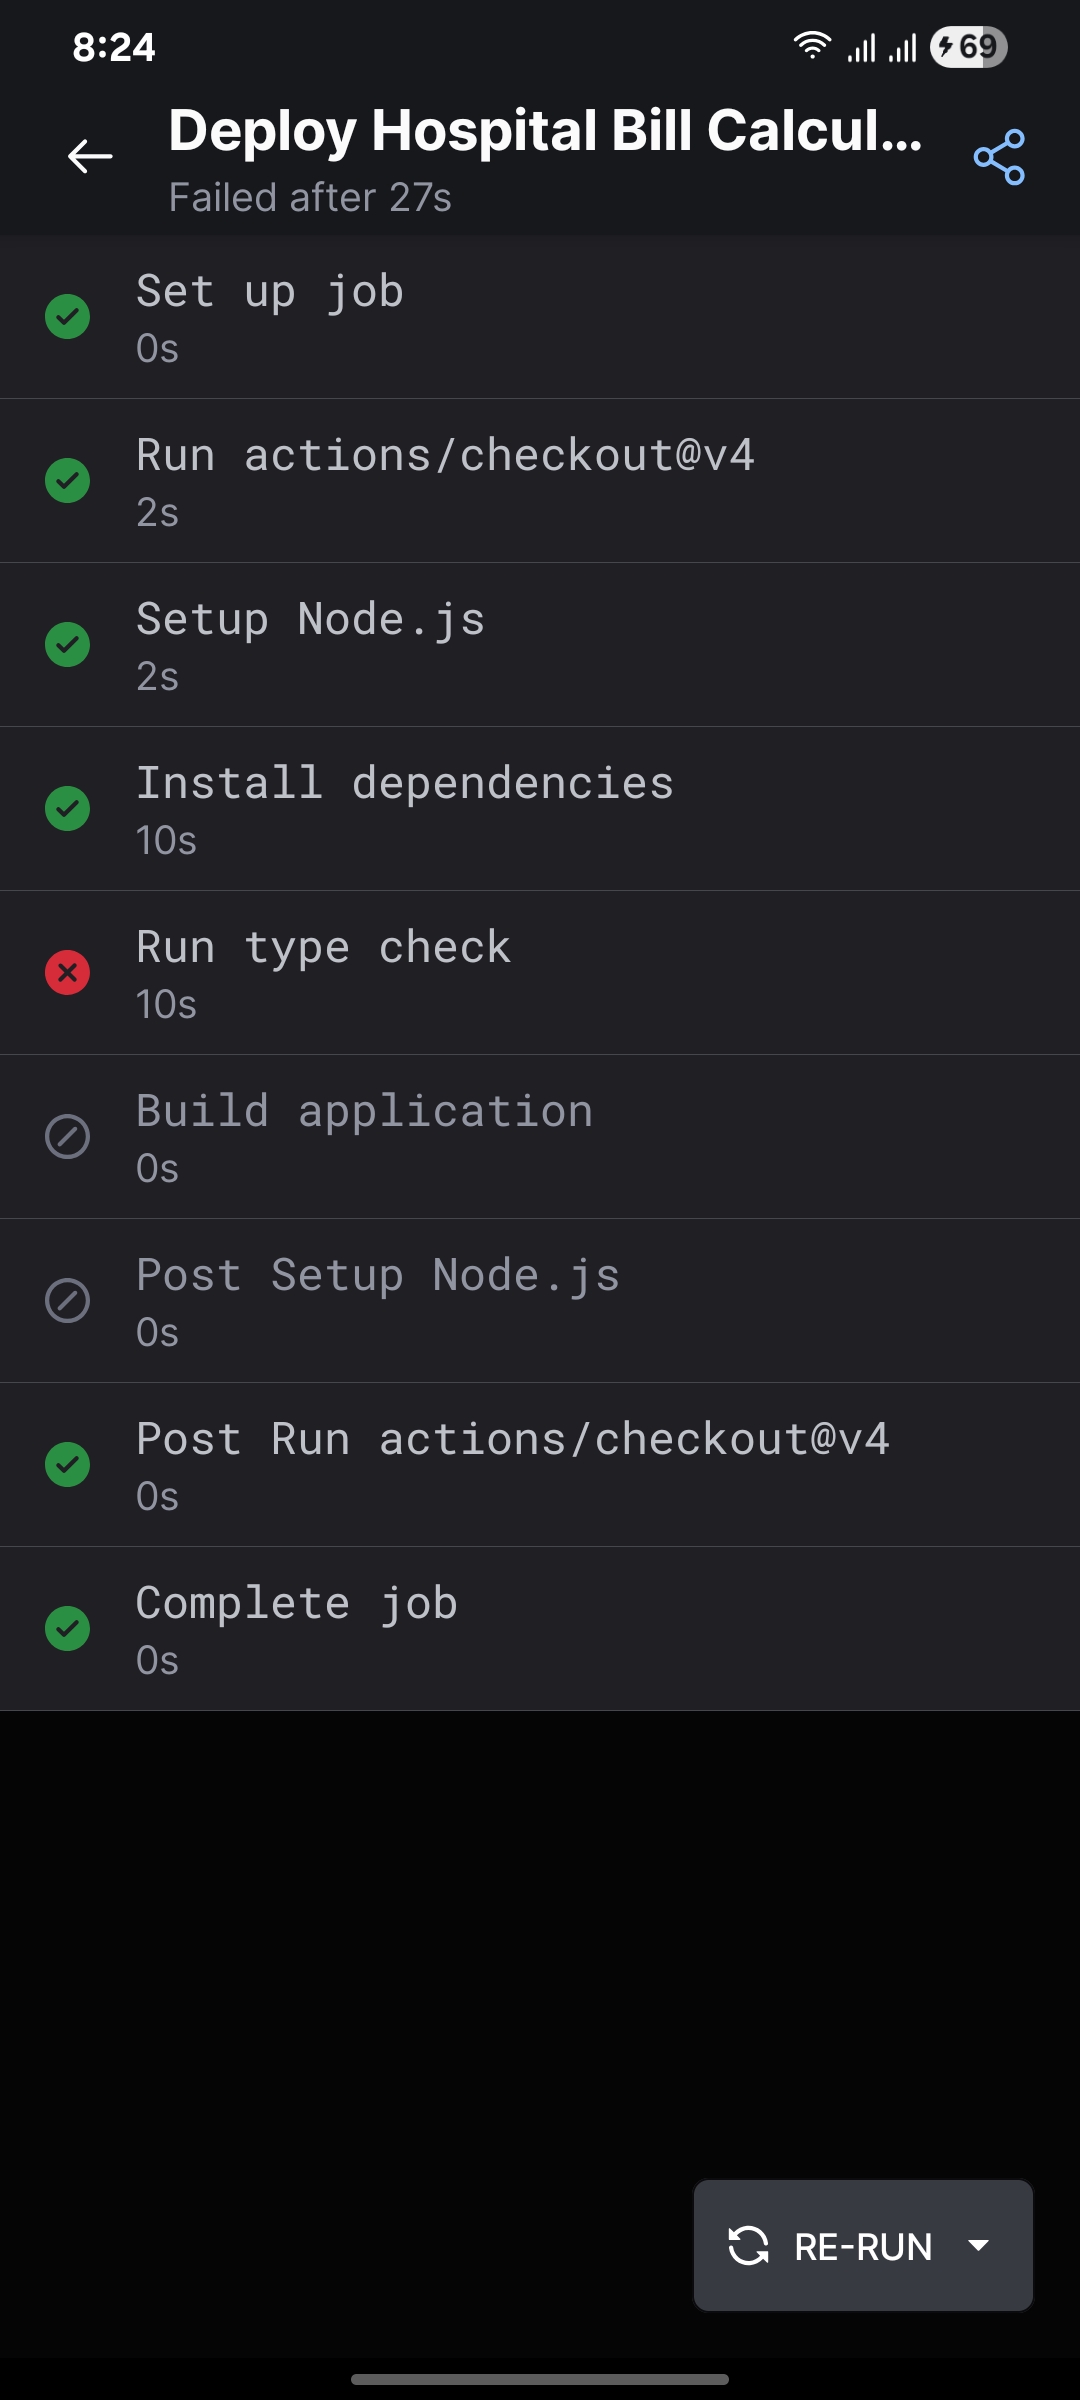 8:24
69
Deploy Hospital Bill Calcul...
Failed after 27s
Set up job
0s
Run actions/checkout@v4
2s
Setup Node.js
2s
Install dependencies
10s
Run type check
10s
Build application
0s
Post Setup Node.js
0s
Post Run actions/checkout@v4
0s
Complete job
0s
RE-RUN